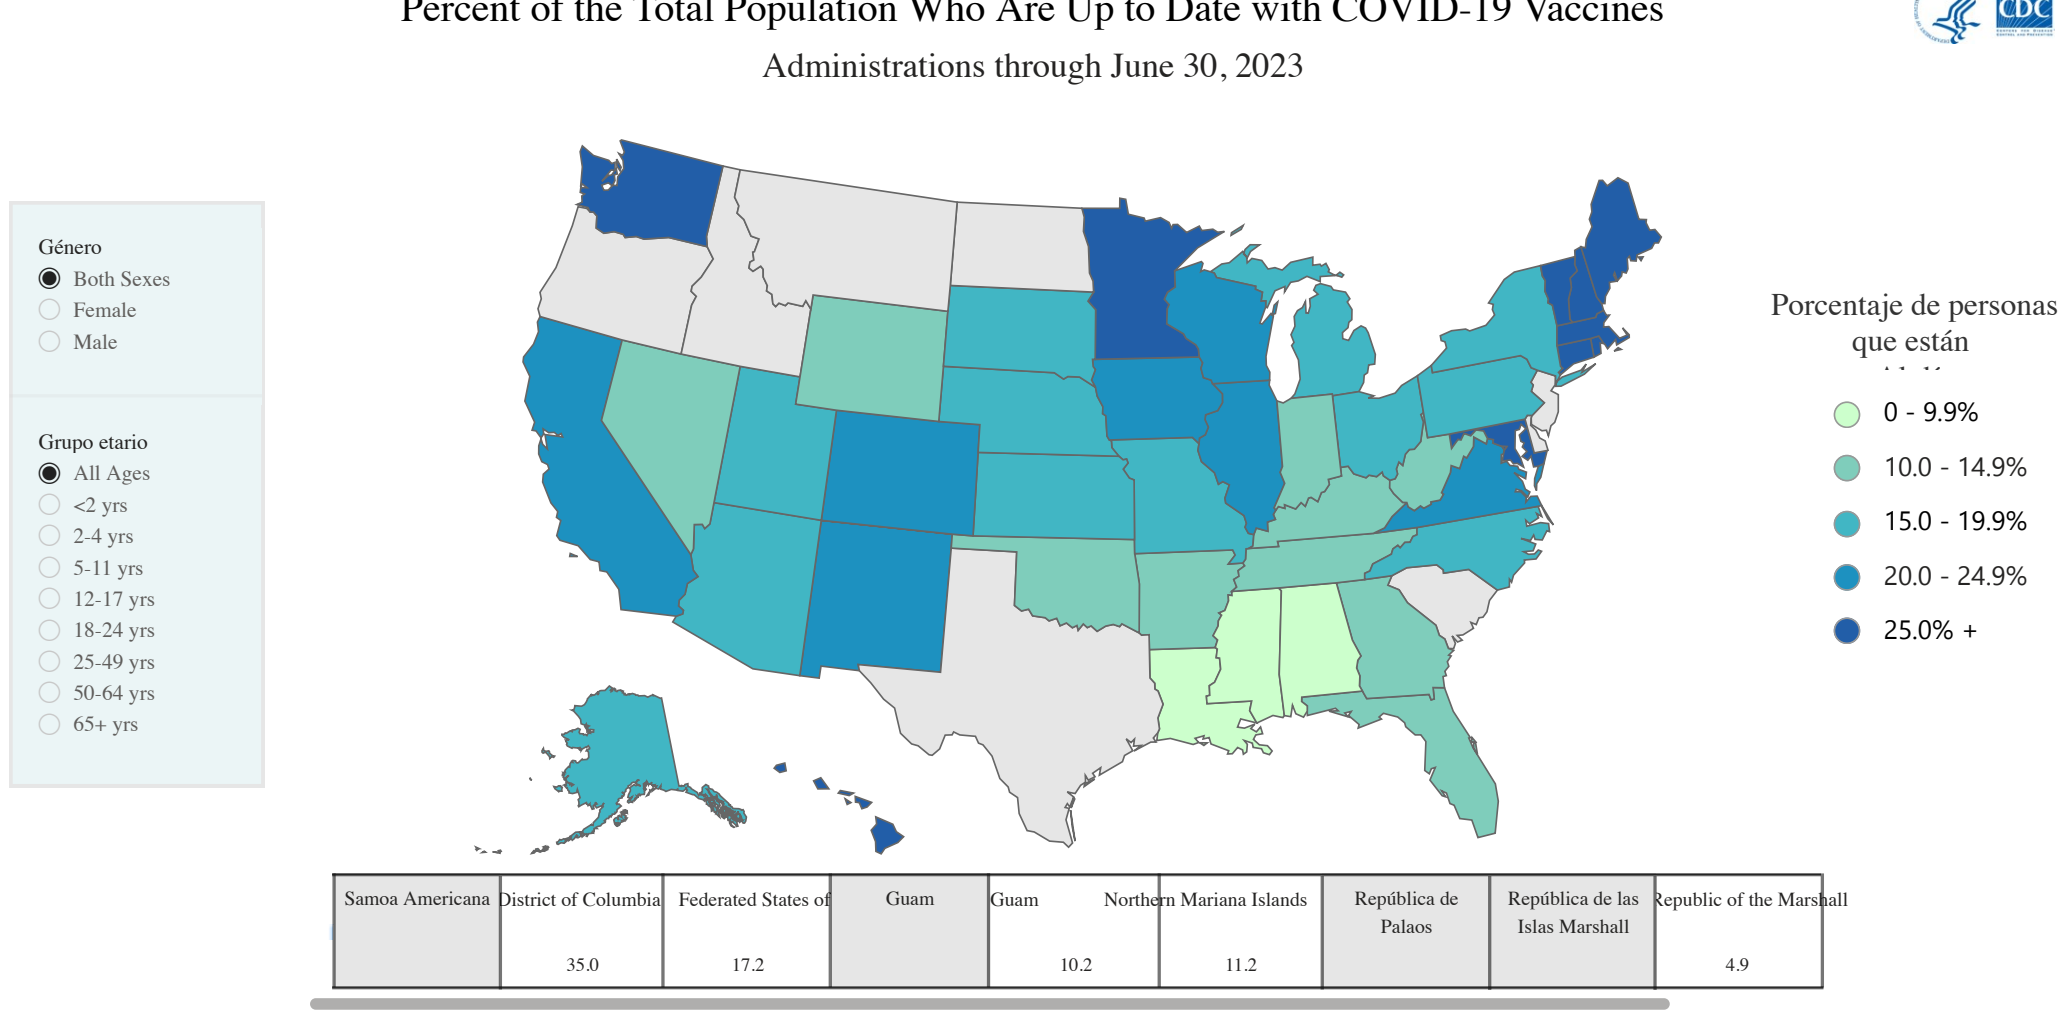 Percent of the Total Population Who Are Up to Date with COVID-19 Vaccines
CDC
Administrations through June 30, 2023
Género
Both Sexes
Female
Male
Grupo etario
All Ages
<2 yrs
2-4 yrs
5-11 yrs
12-17 yrs
18-24 yrs
25-49 yrs
50-64 yrs
65+ yrs
Porcentaje de personas
que están
0 - 9.9%
10.0 - 14.9%
15.0 - 19.9%
20.0 - 24.9%
25.0% +
Samoa Americana
District of Columbia
35.0
Federated States of
17.2
Guam
Guam
10.2
Northern Mariana Islands
11.2
República de
Palaos
República de las
Islas Marshall
Republic of the Marshall
4.9